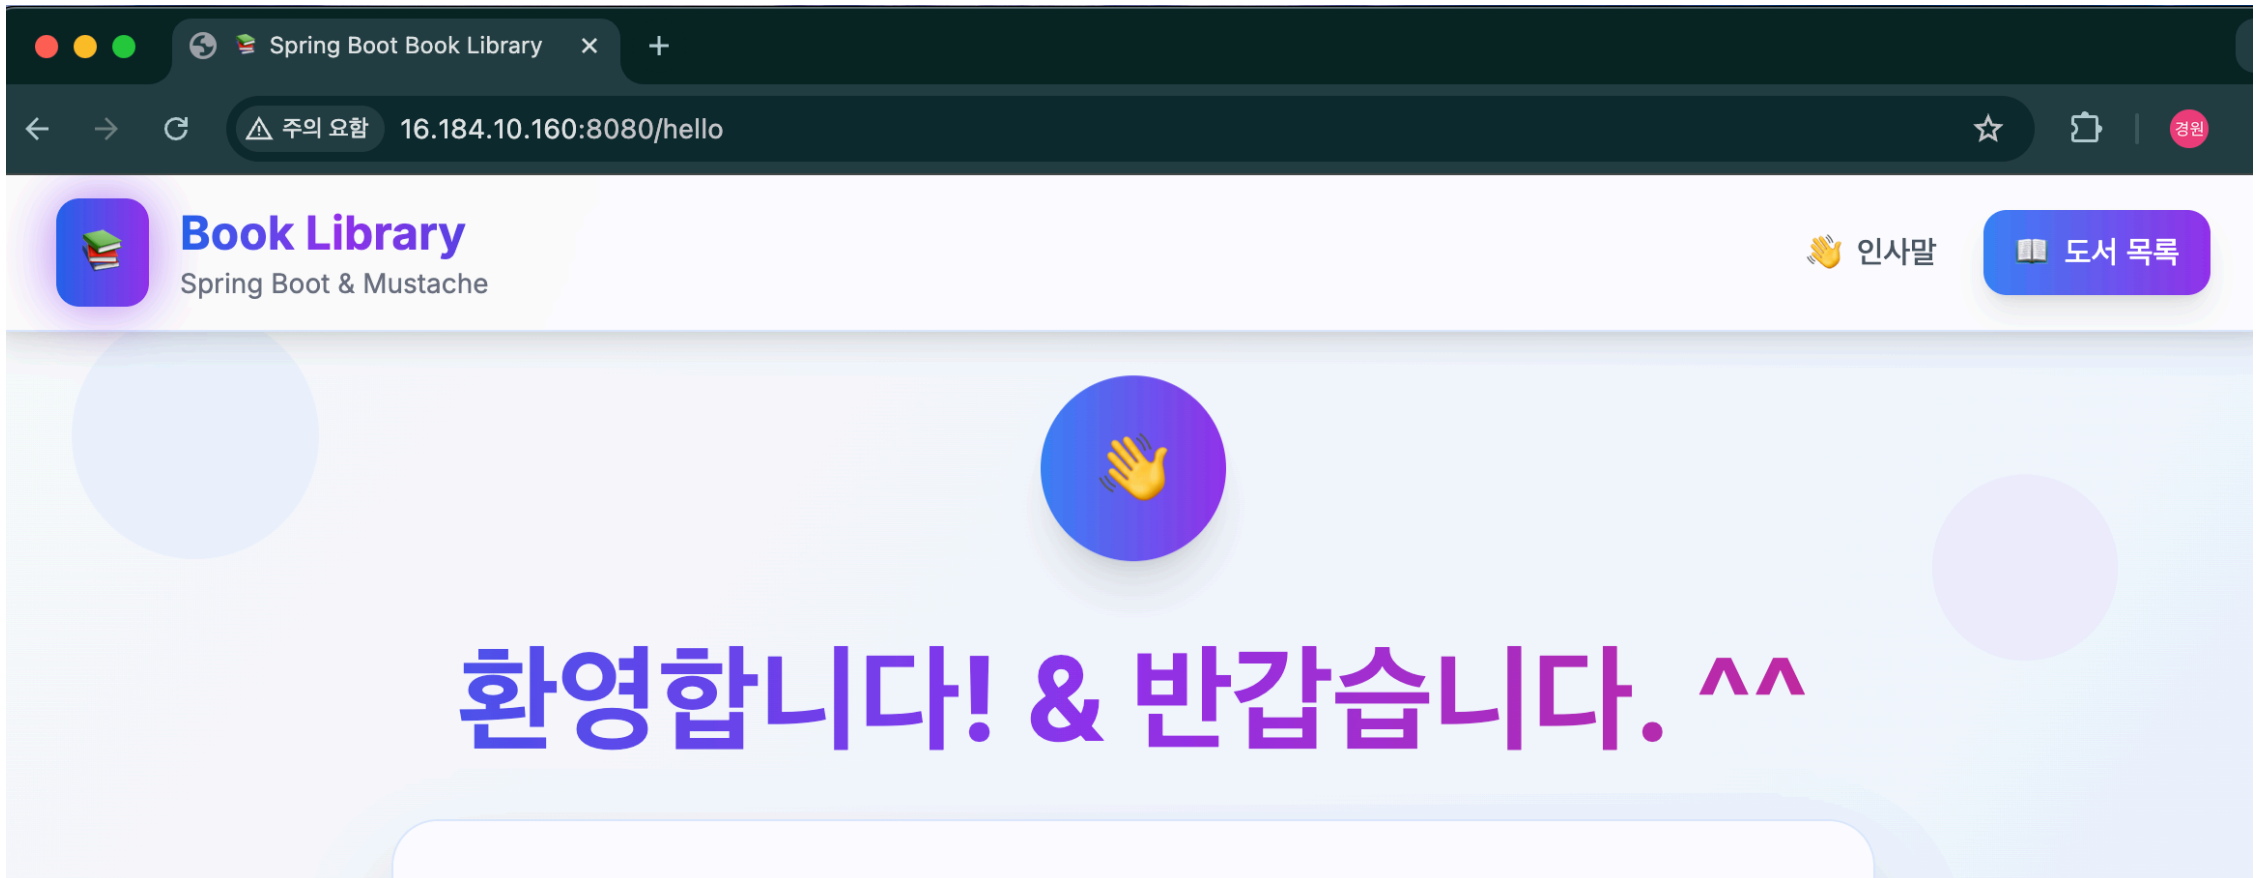 Spring Boot Book Library
주의 요함 16.184.10.160:8080/hello
경원
Book Library
Spring Boot & Mustache
인사말
도서 목록
환영합니다! & 반갑습니다. ^^